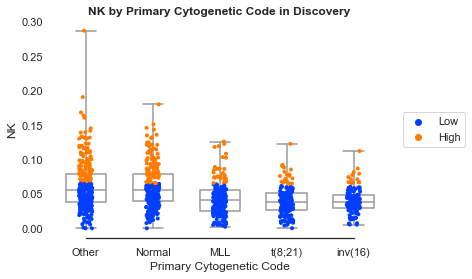 NK by Primary Cytogenetic Code in Discovery
0.30
0.25
0.20
0.15
0.10
0.05
0.00
NK
Low
High
Other Normal MLL t(8;21) inv(16)
Primary Cytogenetic Code